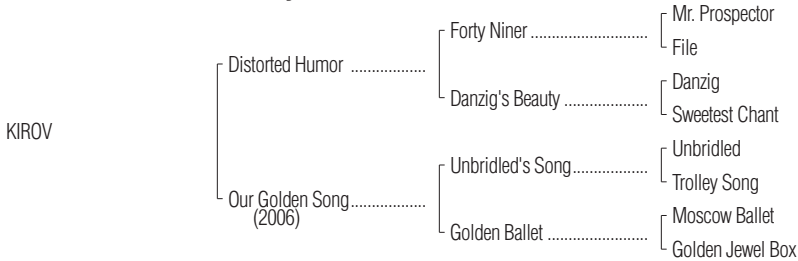 Mr. Prospector
Forty Niner ............................
File
Distorted Humor ..................
Danzig
Danzig's Beauty ....................
Sweetest Chant
KIROV
Unbridled
Unbridled's Song..................
Trolley Song
Our Golden Song..................
(2006)
Moscow Ballet
Golden Ballet ........................
Golden Jewel Box